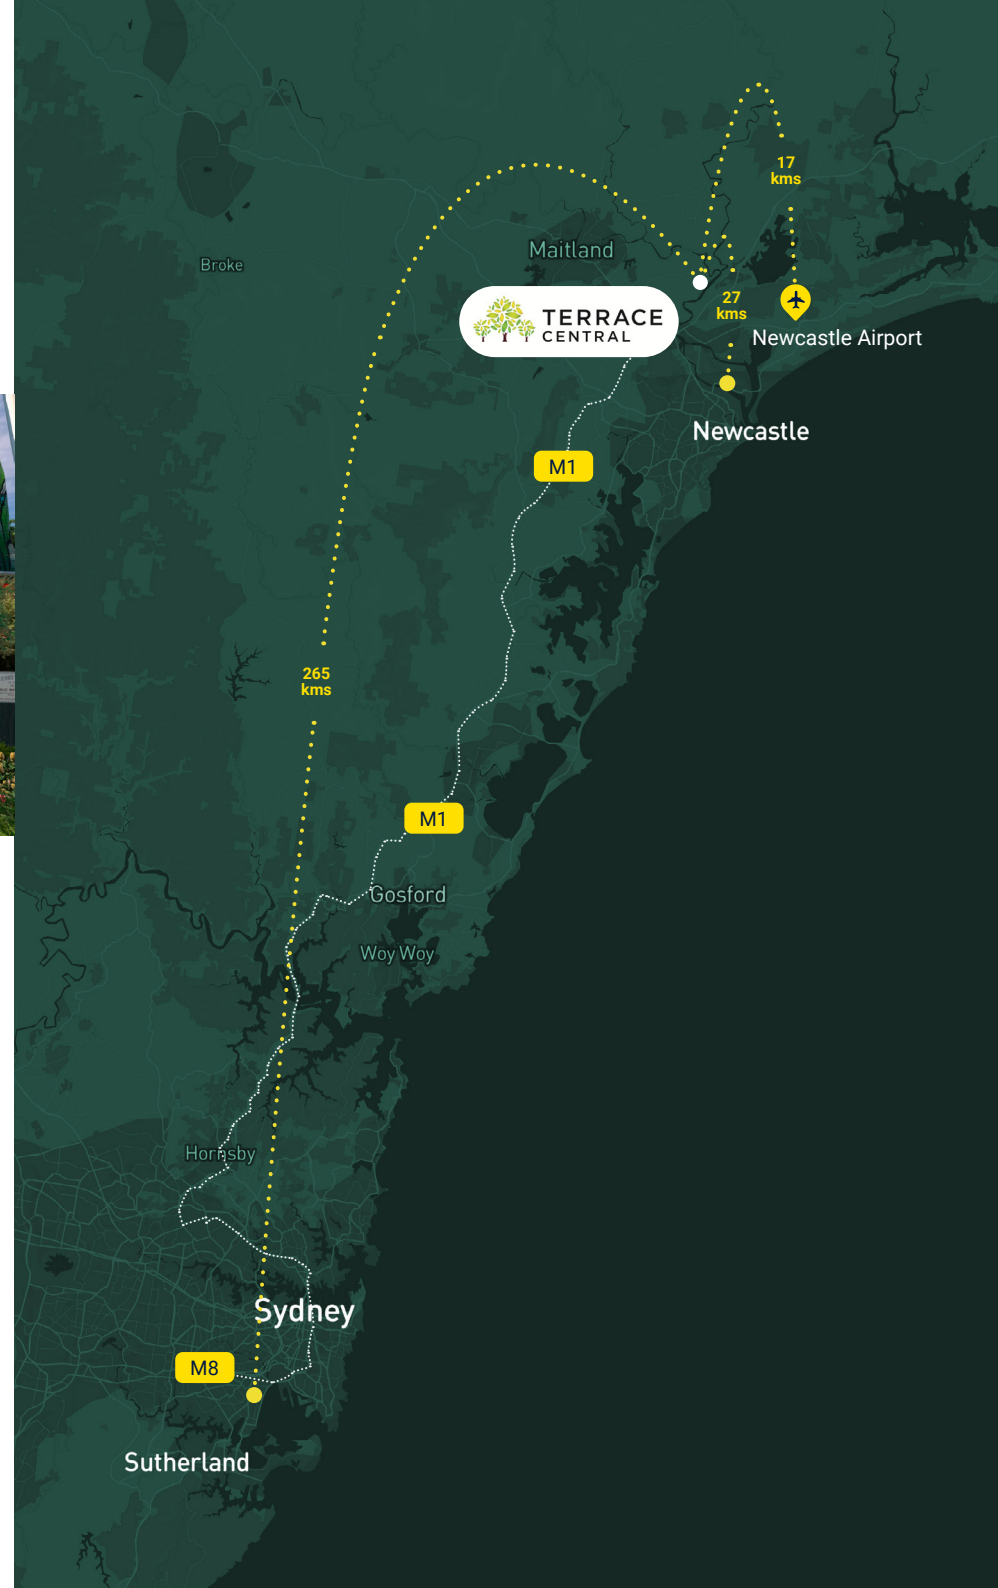 17
kms
Maitland
Broke
27
kms
TERRACE
CENTRAL
Newcastle Airport
Newcastle
M1
265
kms
M1
Gosford
Woy Woy
Hornsby
Sydney
M8
Sutherland